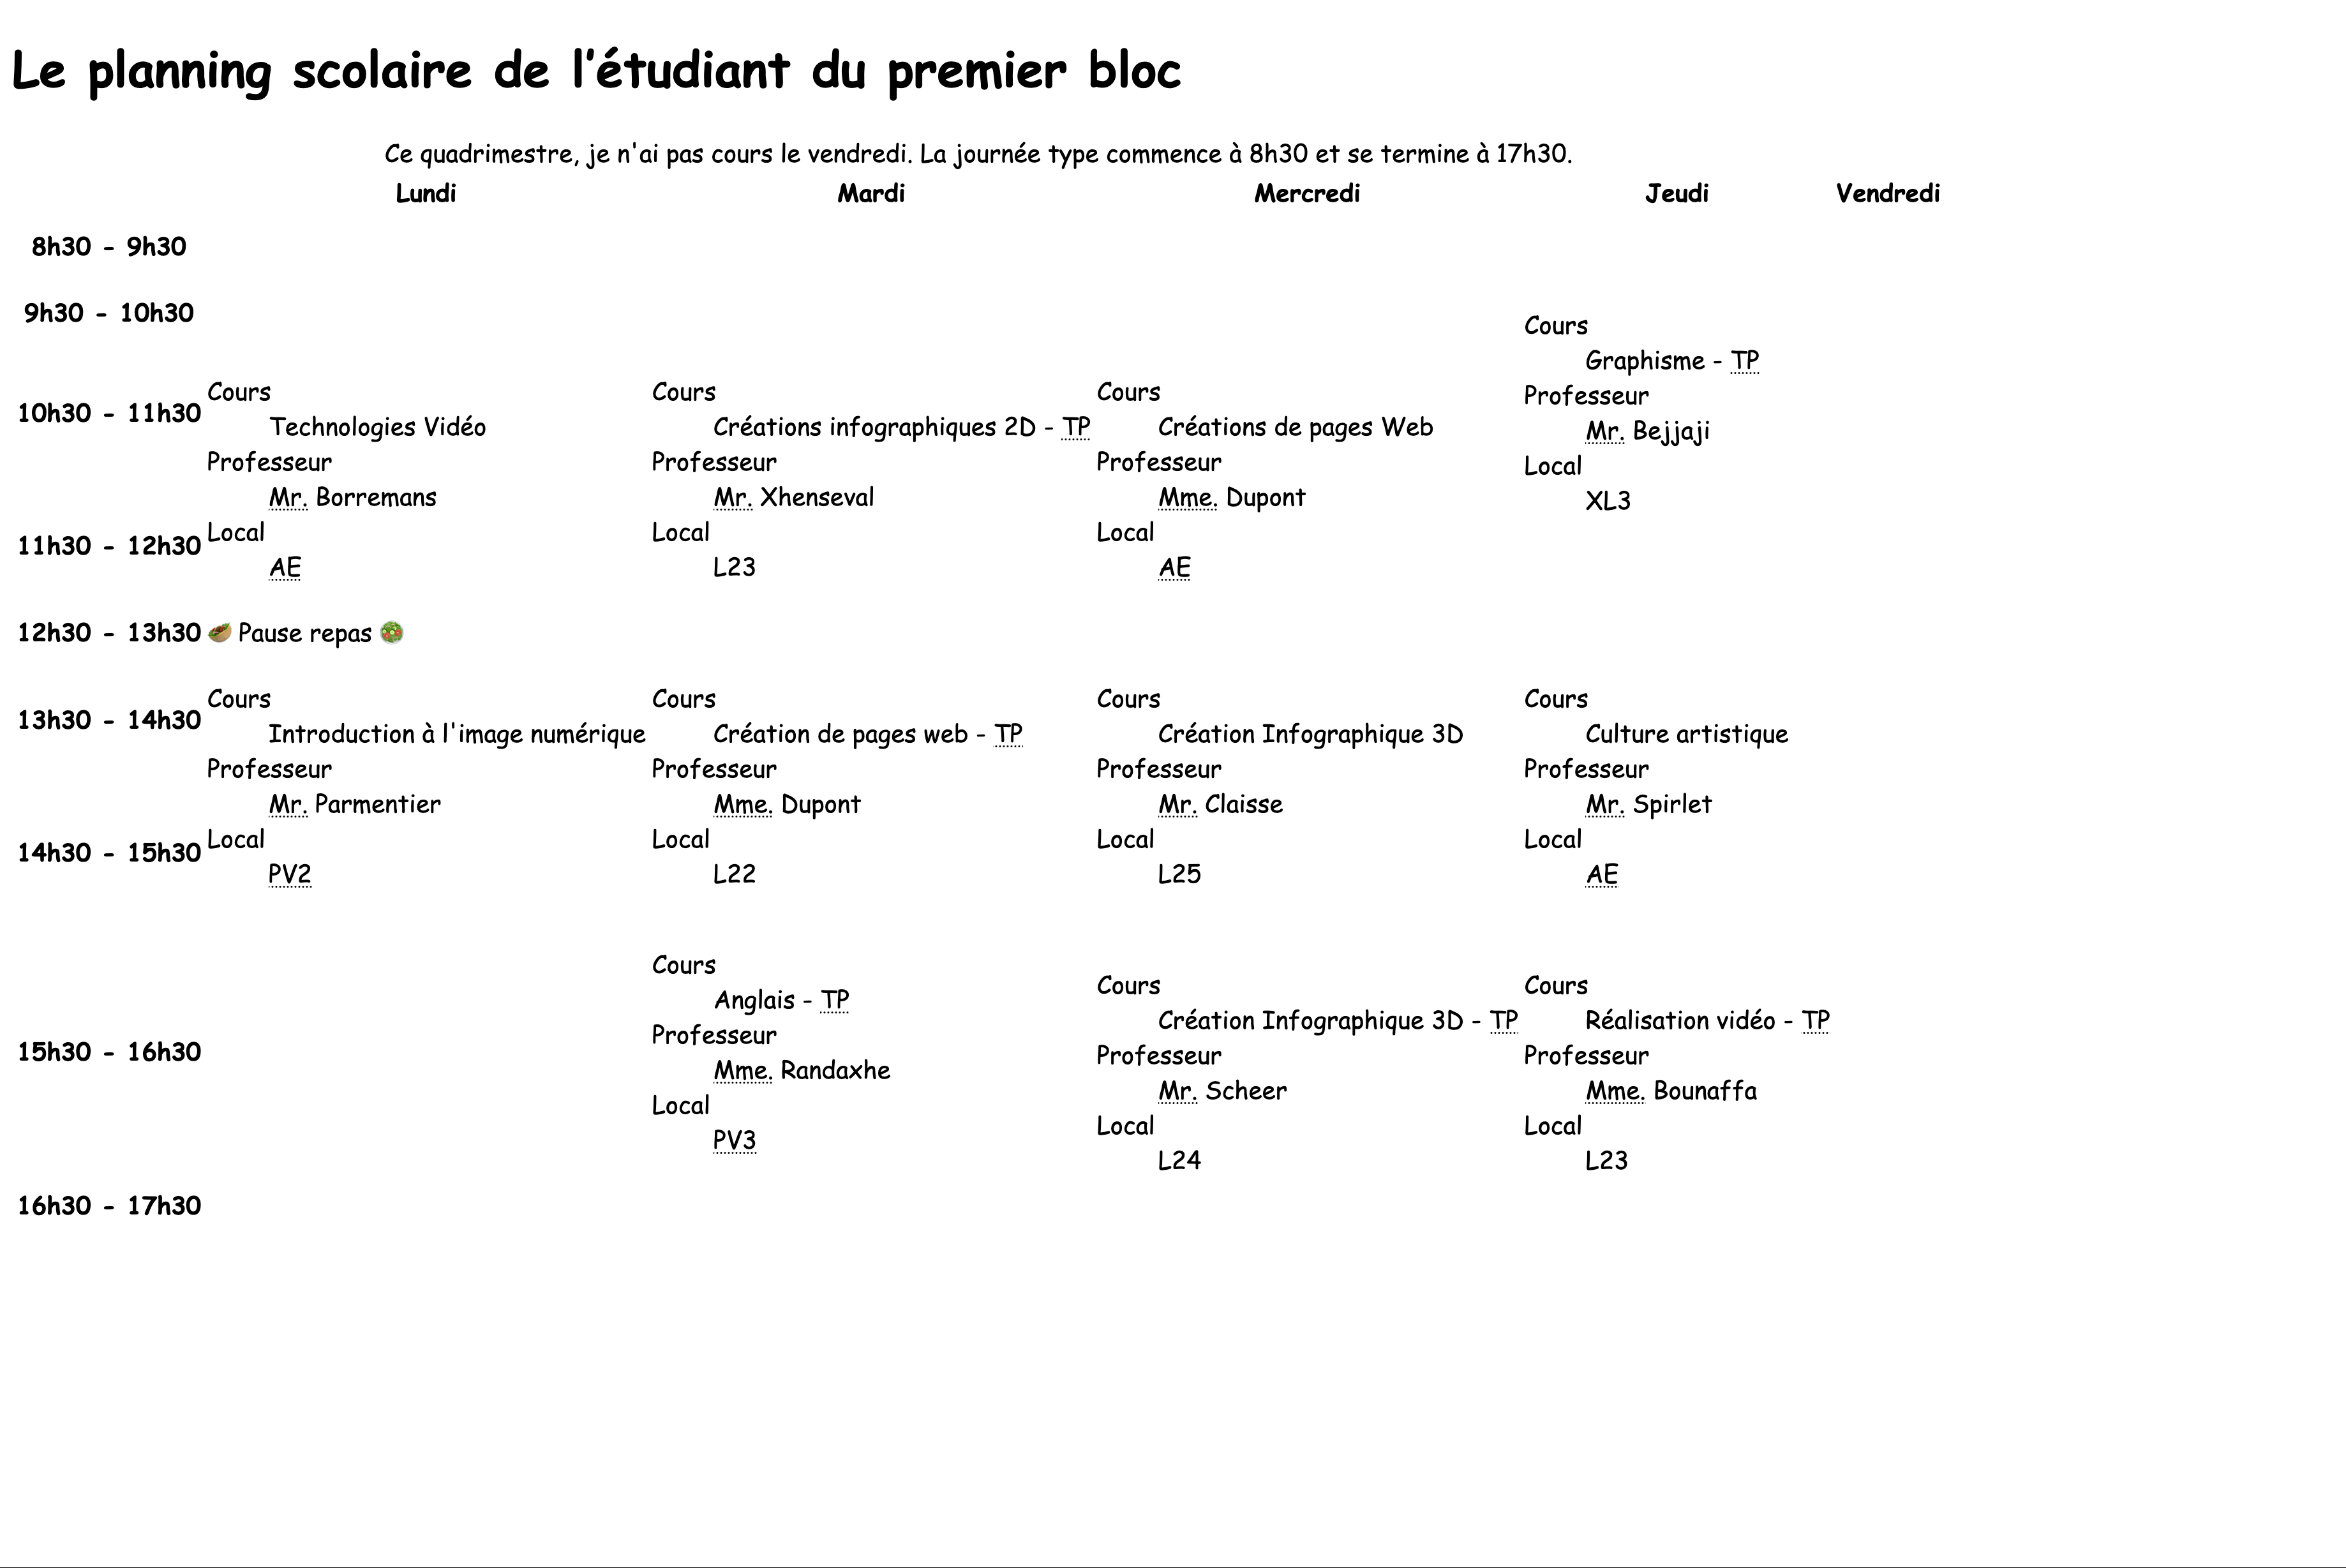 Le planning scolaire de l'étudiant du premier bloc
Ce quadrimestre, je n'ai pas cours le vendredi. La journée type commence à 8h30 et se termine à 17h30.
Lundi Mardi Mercredi Jeudi Vendredi
8h30 - 9h30
9h30 - 10h30
Cours
Graphisme - TP
Professeur
Mr. Bejjaji
Local
XL3
10h30 - 11h30
Cours
Technologies Vidéo
Professeur
Mr. Borremans
Local
AE
Cours
Créations infographiques 2D - TP
Professeur
Mr. Xhenseval
Local
L23
Cours
Créations de pages Web
Professeur
Mme. Dupont
Local
AE
11h30 - 12h30
12h30 - 13h30 🥙 Pause repas 🥗
13h30 - 14h30
Cours
Introduction à l'image numérique
Professeur
Mr. Parmentier
Local
PV2
Cours
Création de pages web - TP
Professeur
Mme. Dupont
Local
L22
Cours
Création Infographique 3D
Professeur
Mr. Claisse
Local
L25
Cours
Culture artistique
Professeur
Mr. Spirlet
Local
AE
14h30 - 15h30
15h30 - 16h30
Cours
Anglais - TP
Professeur
Mme. Randaxhe
Local
PV3
Cours
Création Infographique 3D - TP
Professeur
Mr. Scheer
Local
L24
Cours
Réalisation vidéo - TP
Professeur
Mme. Bounaffa
Local
L23
16h30 - 17h30